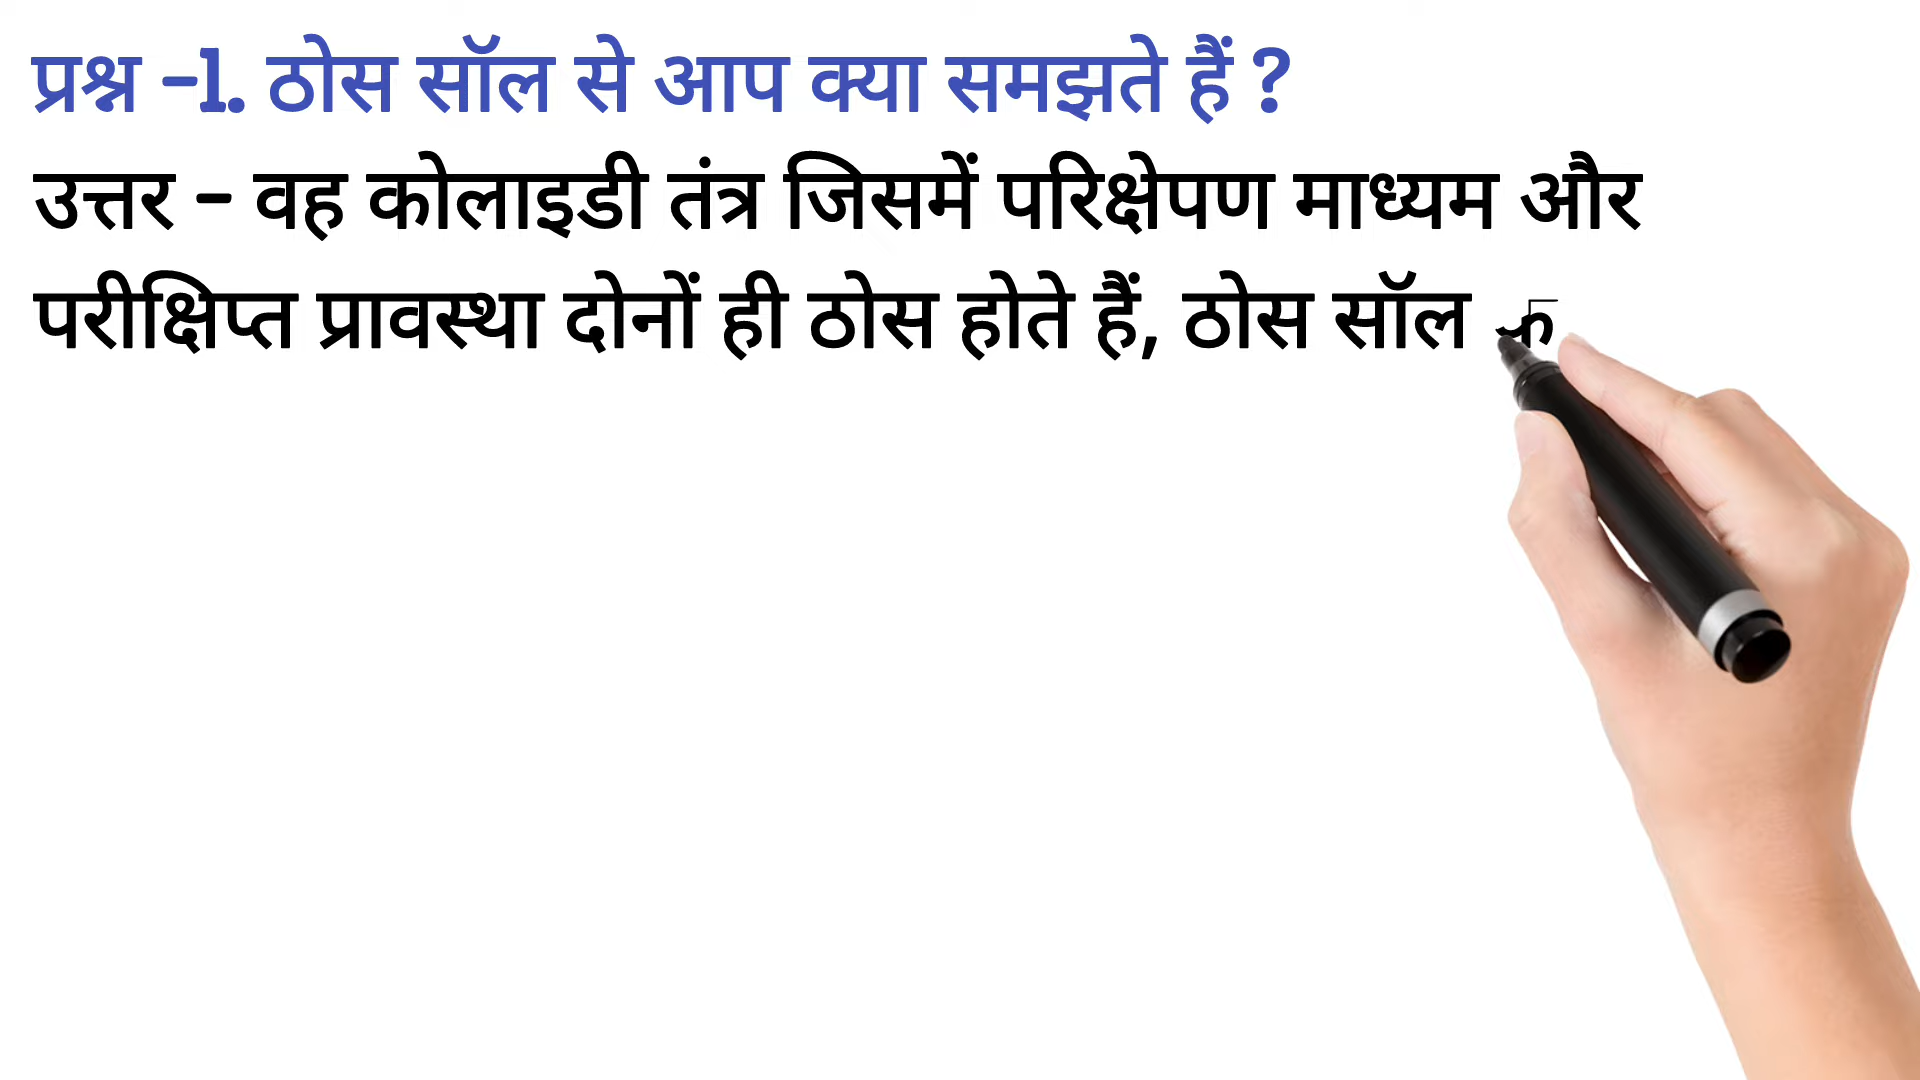 प्रश्न -1. ठोस सॉल से आप क्या समझते हैं ?
उत्तर - वह कोलाइडी तंत्र जिसमें परिक्षेपण माध्यम और
परीक्षिप्त प्रावस्था दोनों ही ठोस होते हैं, ठोस सॉल